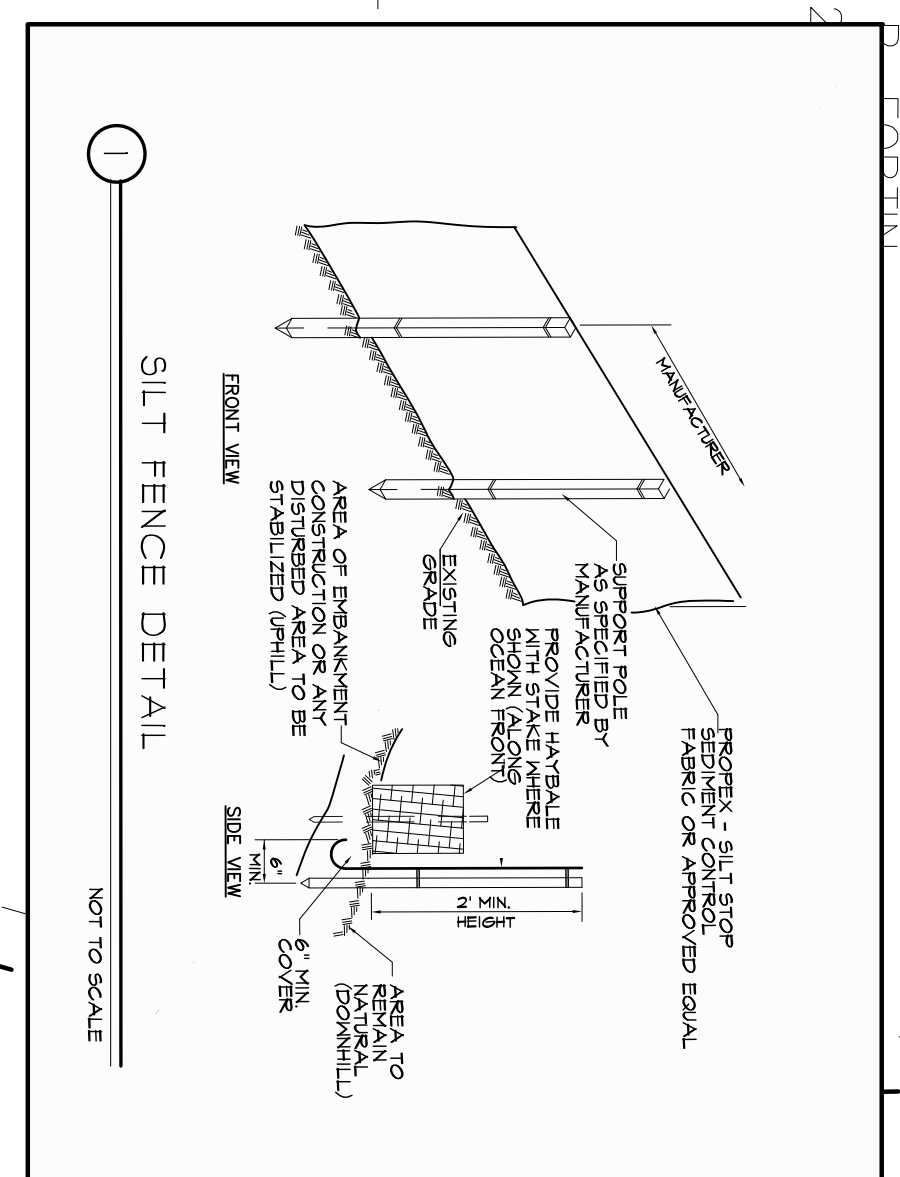 MANUFACTURER
PROPEX - SILT STOP
SEDIMENT CONTROL
FABRIC OR APPROVED EQUAL
SUPPORT POLE
AS SPECIFIED BY
MANUFACTURER
PROVIDE HAYBALE
WITH STAKE WHERE
SHOWN (ALONG
OCEAN FRONT)
EXISTING
GRADE
AREA OF EMBANKMENT
CONSTRUCTION OR ANY
DISTURBED AREA TO BE
STABILIZED (UPHILL)
2' MIN.
HEIGHT
AREA TO
REMAIN
NATURAL
(DOWNHILL)
6" MIN.
COVER
6"
MIN.
FRONT VIEW
SIDE VIEW
1
SILT FENCE DETAIL
NOT TO SCALE